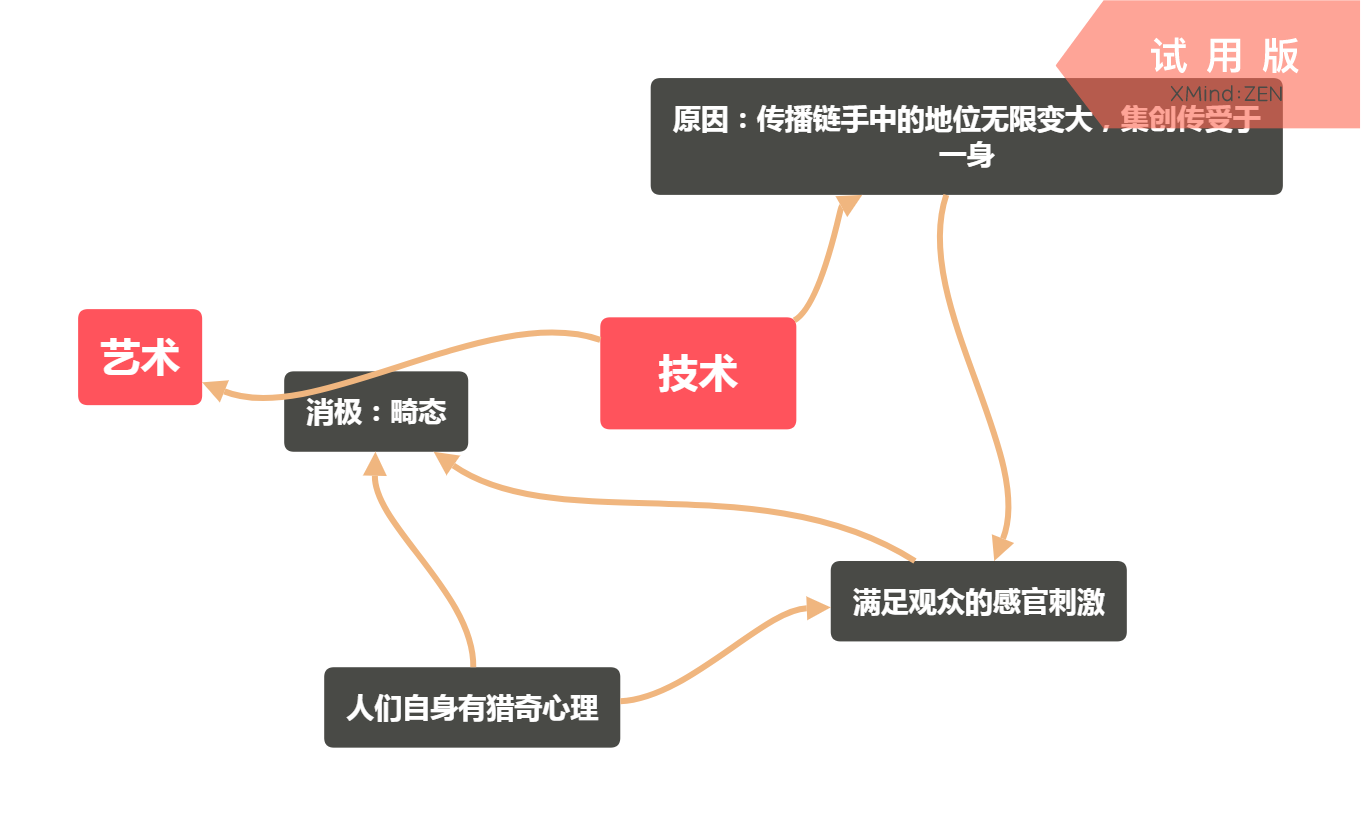 试用版
XMind:ZEN
原因：传播链手中的地位无限变大，集创传受于
一身
艺术
技术
消极：畸态
满足观众的感官刺激
人们自身有猎奇心理